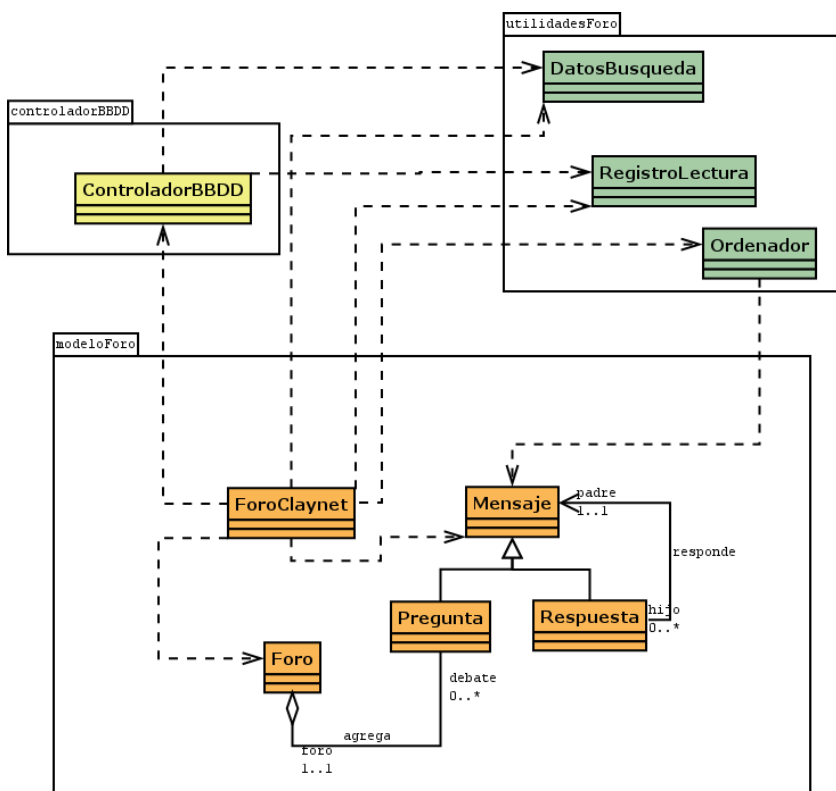 utilidadesForo
DatosBusqueda
controladorBBDD
ControladorBBDD
RegistroLectura
Ordenador
modeloForo
ForoClaynet
Mensaje
padre
1..1
responde
Pregunta
Respuesta
hijo
0..*
Foro
debate
0..*
agrega
foro
1..1